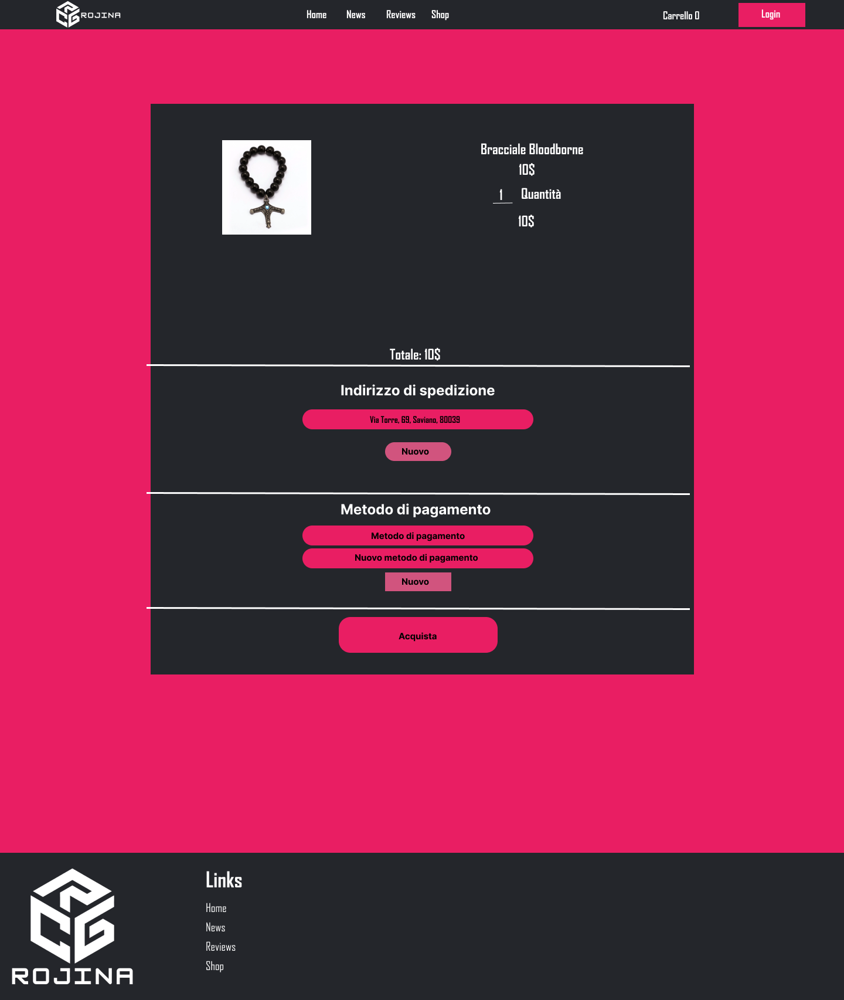 ROJINA
Home News Reviews Shop
Carrello 0
Login
Bracciale Bloodborne
10$
1 Quantità
10$
Totale: 10$
Indirizzo di spedizione
Via Torre, 69, Saviano, 80039
Nuovo
Metodo di pagamento
Metodo di pagamento
Nuovo metodo di pagamento
Nuovo
Acquista
Links
Home
News
Reviews
Shop
ROJINA